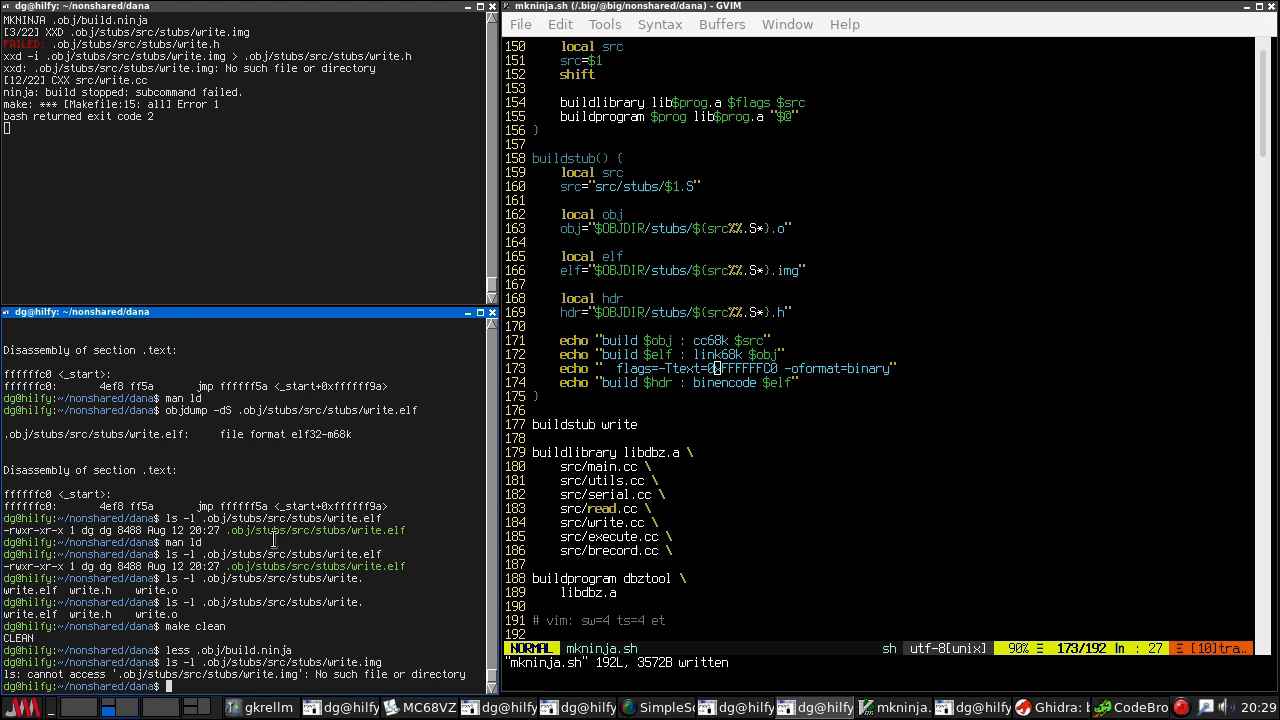 dg@hilfy: ~/nonshared/dana
MKNINJA .obj/build.ninja
[3/22] XXD .obj/stubs/src/stubs/write.img
FAILED: .obj/stubs/src/stubs/write.h
xxd -i .obj/stubs/src/stubs/write.img > .obj/stubs/src/stubs/write.h
xxd: .obj/stubs/src/stubs/write.img: No such file or directory
[12/22] CXX src/write.cc
ninja: build stopped: subcommand failed.
make: *** [Makefile:15: all] Error 1
bash returned exit code 2
dg@hilfy: ~/nonshared/dana
Disassembly of section .text:
ffffffc0 <_start>:
ffffffc0: 4ef8 ff5a jmp ffffff5a <_start+0xffffff9a>
dg@hilfy:~/nonshared/dana$ man ld
dg@hilfy:~/nonshared/dana$ objdump -dS .obj/stubs/src/stubs/write.elf
.obj/stubs/src/stubs/write.elf: file format elf32-m68k
Disassembly of section .text:
ffffffc0 <_start>:
ffffffc0: 4ef8 ff5a jmp ffffff5a <_start+0xffffff9a>
dg@hilfy:~/nonshared/dana$ ls -l .obj/stubs/src/stubs/write.elf
-rwxr-xr-x 1 dg dg 8488 Aug 12 20:27 .obj/stubs/src/stubs/write.elf
dg@hilfy:~/nonshared/dana$ man ld
dg@hilfy:~/nonshared/dana$ ls -l .obj/stubs/src/stubs/write.elf
-rwxr-xr-x 1 dg dg 8488 Aug 12 20:27 .obj/stubs/src/stubs/write.elf
dg@hilfy:~/nonshared/dana$ ls -l .obj/stubs/src/stubs/write.
write.elf write.h write.o
dg@hilfy:~/nonshared/dana$ ls -l .obj/stubs/src/stubs/write.
write.elf write.h write.o
dg@hilfy:~/nonshared/dana$ make clean
CLEAN
dg@hilfy:~/nonshared/dana$ less .obj/build.ninja
dg@hilfy:~/nonshared/dana$ ls -l .obj/stubs/src/stubs/write.img
ls: cannot access '.obj/stubs/src/stubs/write.img': No such file or directory
dg@hilfy:~/nonshared/dana$
mkninja.sh (/.big/@big/nonshared/dana) - GVIM
File Edit Tools Syntax Buffers Window Help
150 local src
151 src=$1
152 shift
153
154 buildlibrary lib$prog.a $flags $src
155 buildprogram $prog lib$prog.a "$@"
156 }
157
158 buildstub() {
159 local src
160 src="src/stubs/$1.S"
161
162 local obj
163 obj="$OBJDIR/stubs/${src%%.S*}.o"
164
165 local elf
166 elf="$OBJDIR/stubs/${src%%.S*}.img"
167
168 local hdr
169 hdr="$OBJDIR/stubs/${src%%.S*}.h"
170
171 echo "build $obj : cc68k $src"
172 echo "build $elf : link68k $obj"
173 echo " flags=-Ttext=0xFFFFFFC0 -oformat=binary"
174 echo "build $hdr : binencode $elf"
175 }
176
177 buildstub write
178
179 buildlibrary libdbz.a \
180 src/main.cc \
181 src/utils.cc \
182 src/serial.cc \
183 src/read.cc \
184 src/write.cc \
185 src/execute.cc \
186 src/brecord.cc \
187
188 buildprogram dbztool \
189 libdbz.a
190
191 # vim: sw=4 ts=4 et
192
NORMAL mkninja.sh sh utf-8[unix] 90% Ξ 173/192 ln : 27 Ξ [10]tra..
"mkninja.sh" 192L, 3572B written
gkrellm dg@hilfy MC68VZ dg@hilfy dg@hilfy SimpleSc dg@hilfy dg@hilfy mkninja dg@hilfy Ghidra: b CodeBro 20:29